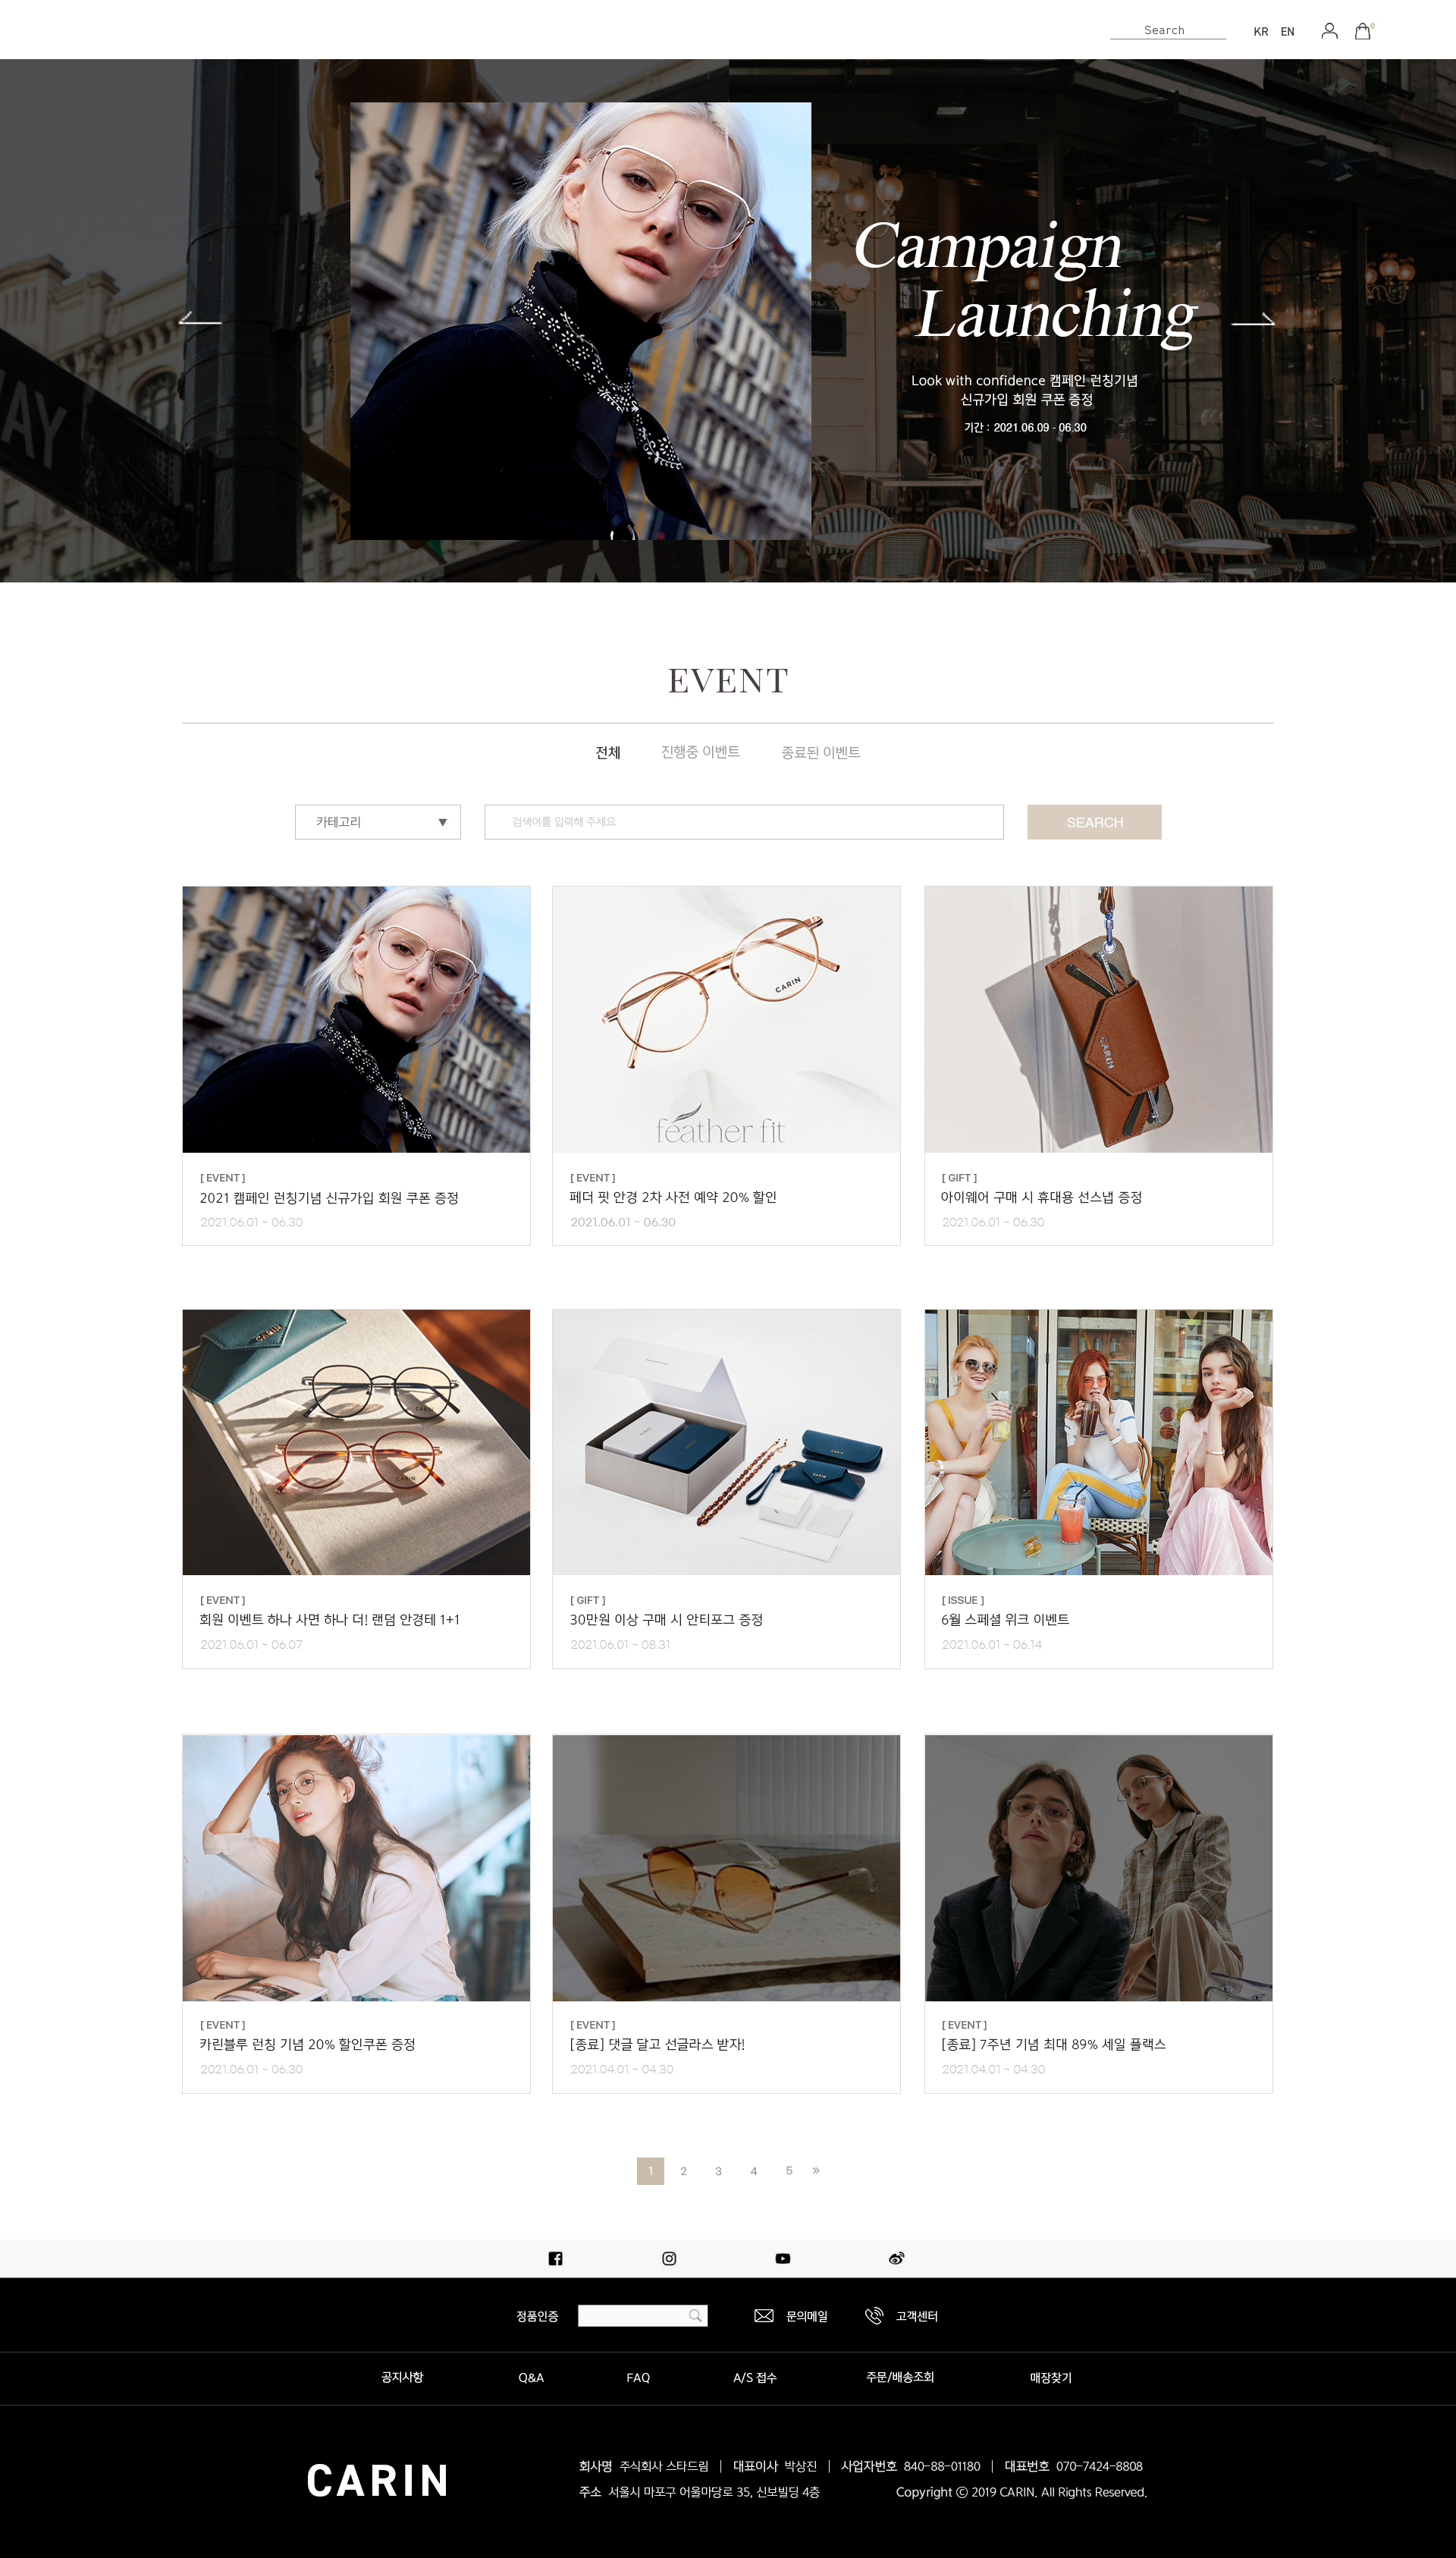 Search
KR EN
0
Campaign
Launching
Look with confidence 캠페인 런칭기념
신규가입 회원 쿠폰 증정
기간 : 2021.06.09 - 06.30
EVENT
전체 진행중 이벤트 종료된 이벤트
카테고리 ▼ 검색어를 입력해 주세요 SEARCH
CARIN
feather fit
CARIN
[ EVENT ]
2021 캠페인 런칭기념 신규가입 회원 쿠폰 증정
2021.06.01 - 06.30
[ EVENT ]
페더 핏 안경 2차 사전 예약 20% 할인
2021.06.01 - 06.30
[ GIFT ]
아이웨어 구매 시 휴대용 선스냅 증정
2021.06.01 - 06.30
CARIN
CARIN
CARIN
[ EVENT ]
회원 이벤트 하나 사면 하나 더! 랜덤 안경테 1+1
2021.06.01 - 06.07
[ GIFT ]
30만원 이상 구매 시 안티포그 증정
2021.06.01 - 08.31
[ ISSUE ]
6월 스페셜 위크 이벤트
2021.06.01 - 06.14
[ EVENT ]
카린블루 런칭 기념 20% 할인쿠폰 증정
2021.06.01 - 06.30
[ EVENT ]
[종료] 댓글 달고 선글라스 받자!
2021.04.01 - 04.30
[ EVENT ]
[종료] 7주년 기념 최대 89% 세일 플랙스
2021.04.01 - 04.30
1 2 3 4 5 »
정품인증 문의메일 고객센터
공지사항 Q&A FAQ A/S 접수 주문/배송조회 매장찾기
CARIN
회사명 주식회사 스타드림 | 대표이사 박상진 | 사업자번호 840-88-01180 | 대표번호 070-7424-8808
주소 서울시 마포구 어울마당로 35, 신보빌딩 4층 Copyright ⓒ 2019 CARIN. All Rights Reserved.